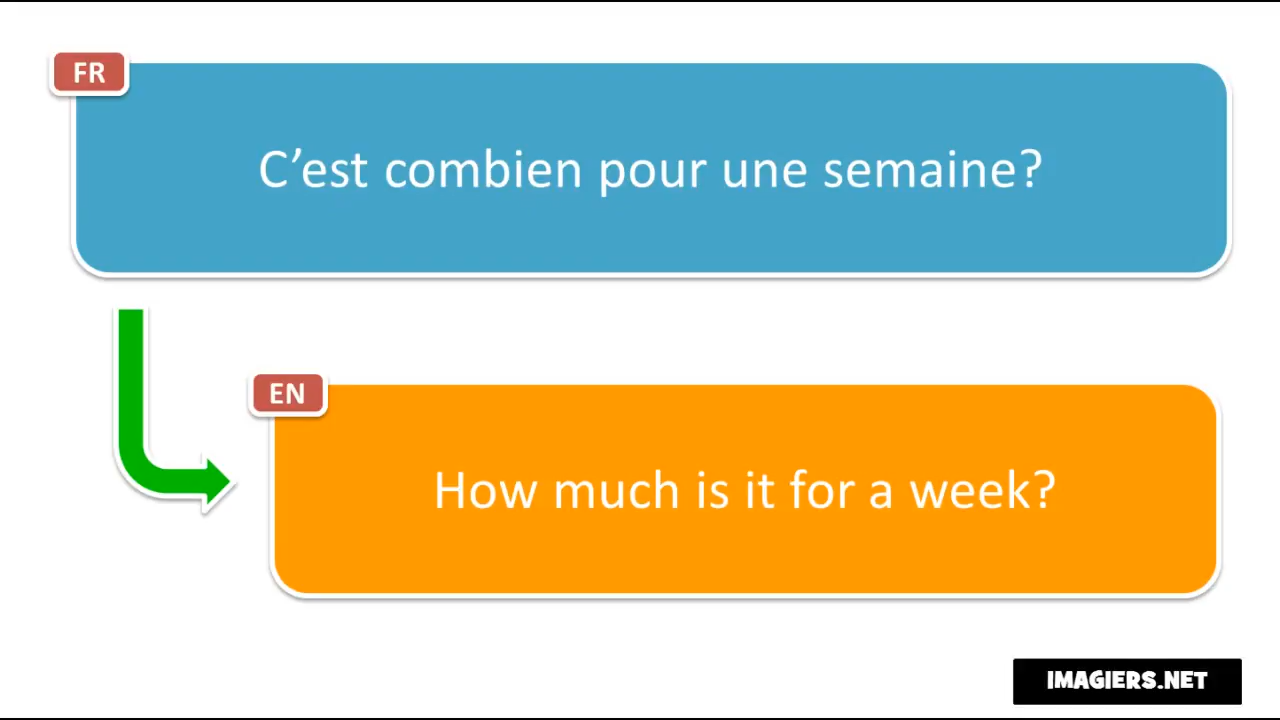 FR
C’est combien pour une semaine?
EN
How much is it for a week?
IMAGIERS.NET